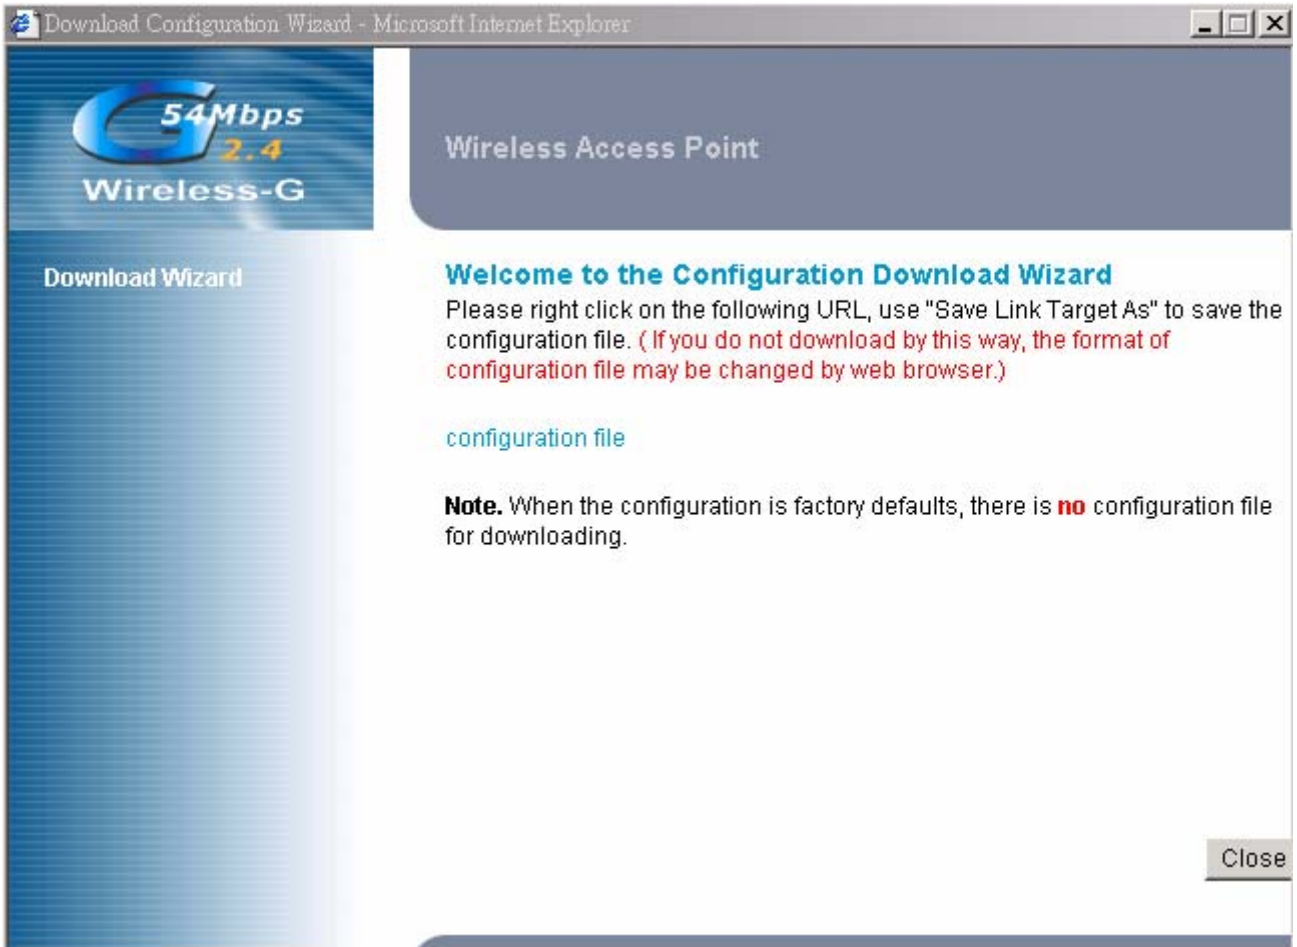 Download Configuration Wizard - Microsoft Internet Explorer
G
54Mbps
2.4
Wireless-G
Wireless Access Point
Download Wizard
Welcome to the Configuration Download Wizard
Please right click on the following URL, use "Save Link Target As" to save the
configuration file. ( If you do not download by this way, the format of
configuration file may be changed by web browser.)
configuration file
Note. When the configuration is factory defaults, there is no configuration file
for downloading.
Close